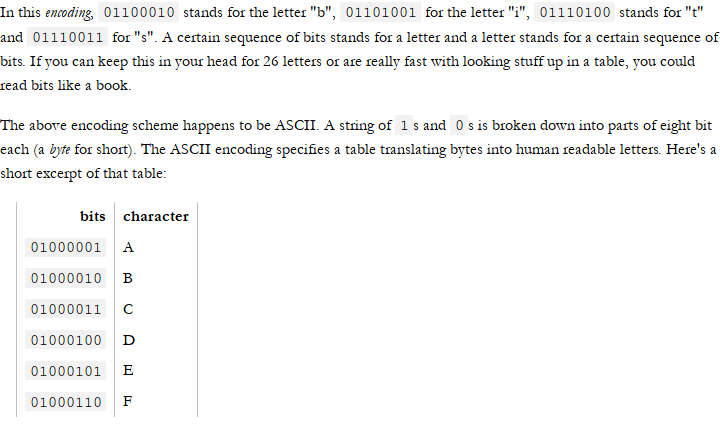 In this encoding, 01100010 stands for the letter "b", 01101001 for the letter "i", 01110100 stands for "t"
and 01110011 for "s". A certain sequence of bits stands for a letter and a letter stands for a certain sequence of
bits. If you can keep this in your head for 26 letters or are really fast with looking stuff up in a table, you could
read bits like a book.
The above encoding scheme happens to be ASCII. A string of 1 s and 0 s is broken down into parts of eight bit
each (a byte for short). The ASCII encoding specifies a table translating bytes into human readable letters. Here's a
short excerpt of that table:
bits character
01000001 A
01000010 B
01000011 C
01000100 D
01000101 E
01000110 F